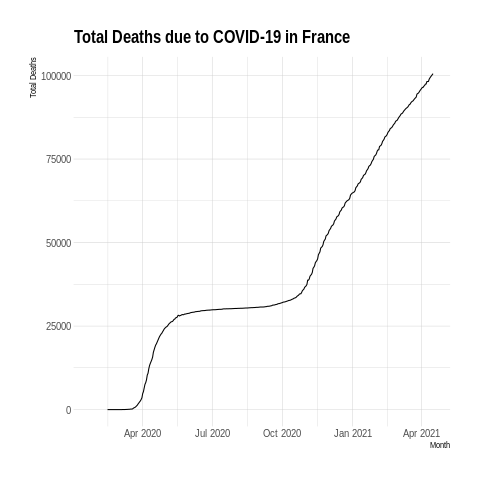 Total Deaths due to COVID-19 in France
Total Deaths
100000
75000
50000
25000
0
Apr 2020 Jul 2020 Oct 2020 Jan 2021 Apr 2021
Month